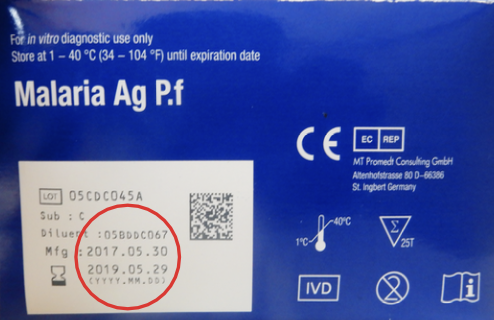 For in vitro diagnostic use only
Store at 1 – 40 °C (34 – 104 °F) until expiration date
Malaria Ag P.f
CE
EC REP
MT Promedt Consulting GmbH
Altenhofstrasse 80 D-66386
St. Ingbert Germany
LOT 05CDC045A
Sub : C
Diluent :05BDDC067
Mfg :2017.05.30
2019.05.29
(YYYY.MM.DD)
1°C
40°C
Σ
25T
IVD
2
i